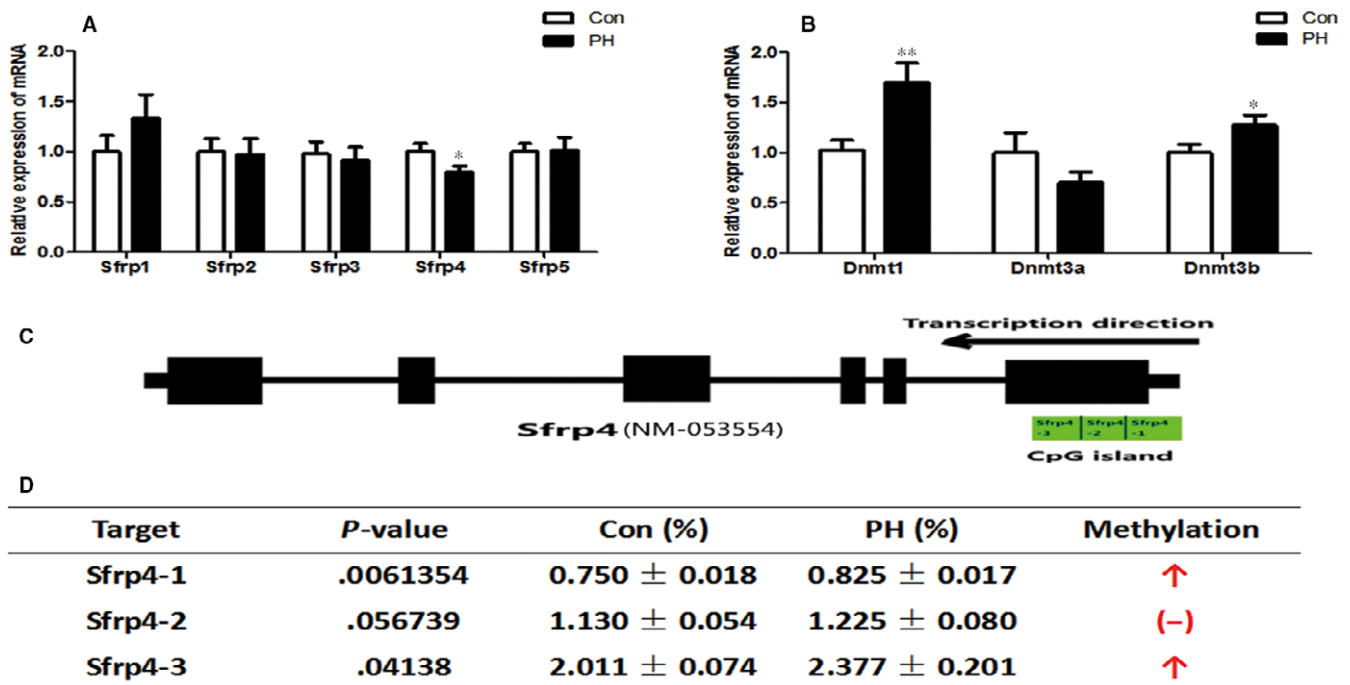 A
Con
PH
Relative expression of mRNA
2.0
1.5
1.0
0.5
0.0
*
Sfrp1 Sfrp2 Sfrp3 Sfrp4 Sfrp5
B
Con
PH
Relative expression of mRNA
2.0
1.5
1.0
0.5
0.0
**
*
Dnmt1 Dnmt3a Dnmt3b
C
Transcription direction
Sfrp4 (NM-053554)
Sfrp4 Sfrp4 Sfrp4
-3 -2 -1
CpG island
D
Target P-value Con (%) PH (%) Methylation
Sfrp4-1 .0061354 0.750 ± 0.018 0.825 ± 0.017 ↑
Sfrp4-2 .056739 1.130 ± 0.054 1.225 ± 0.080 (−)
Sfrp4-3 .04138 2.011 ± 0.074 2.377 ± 0.201 ↑